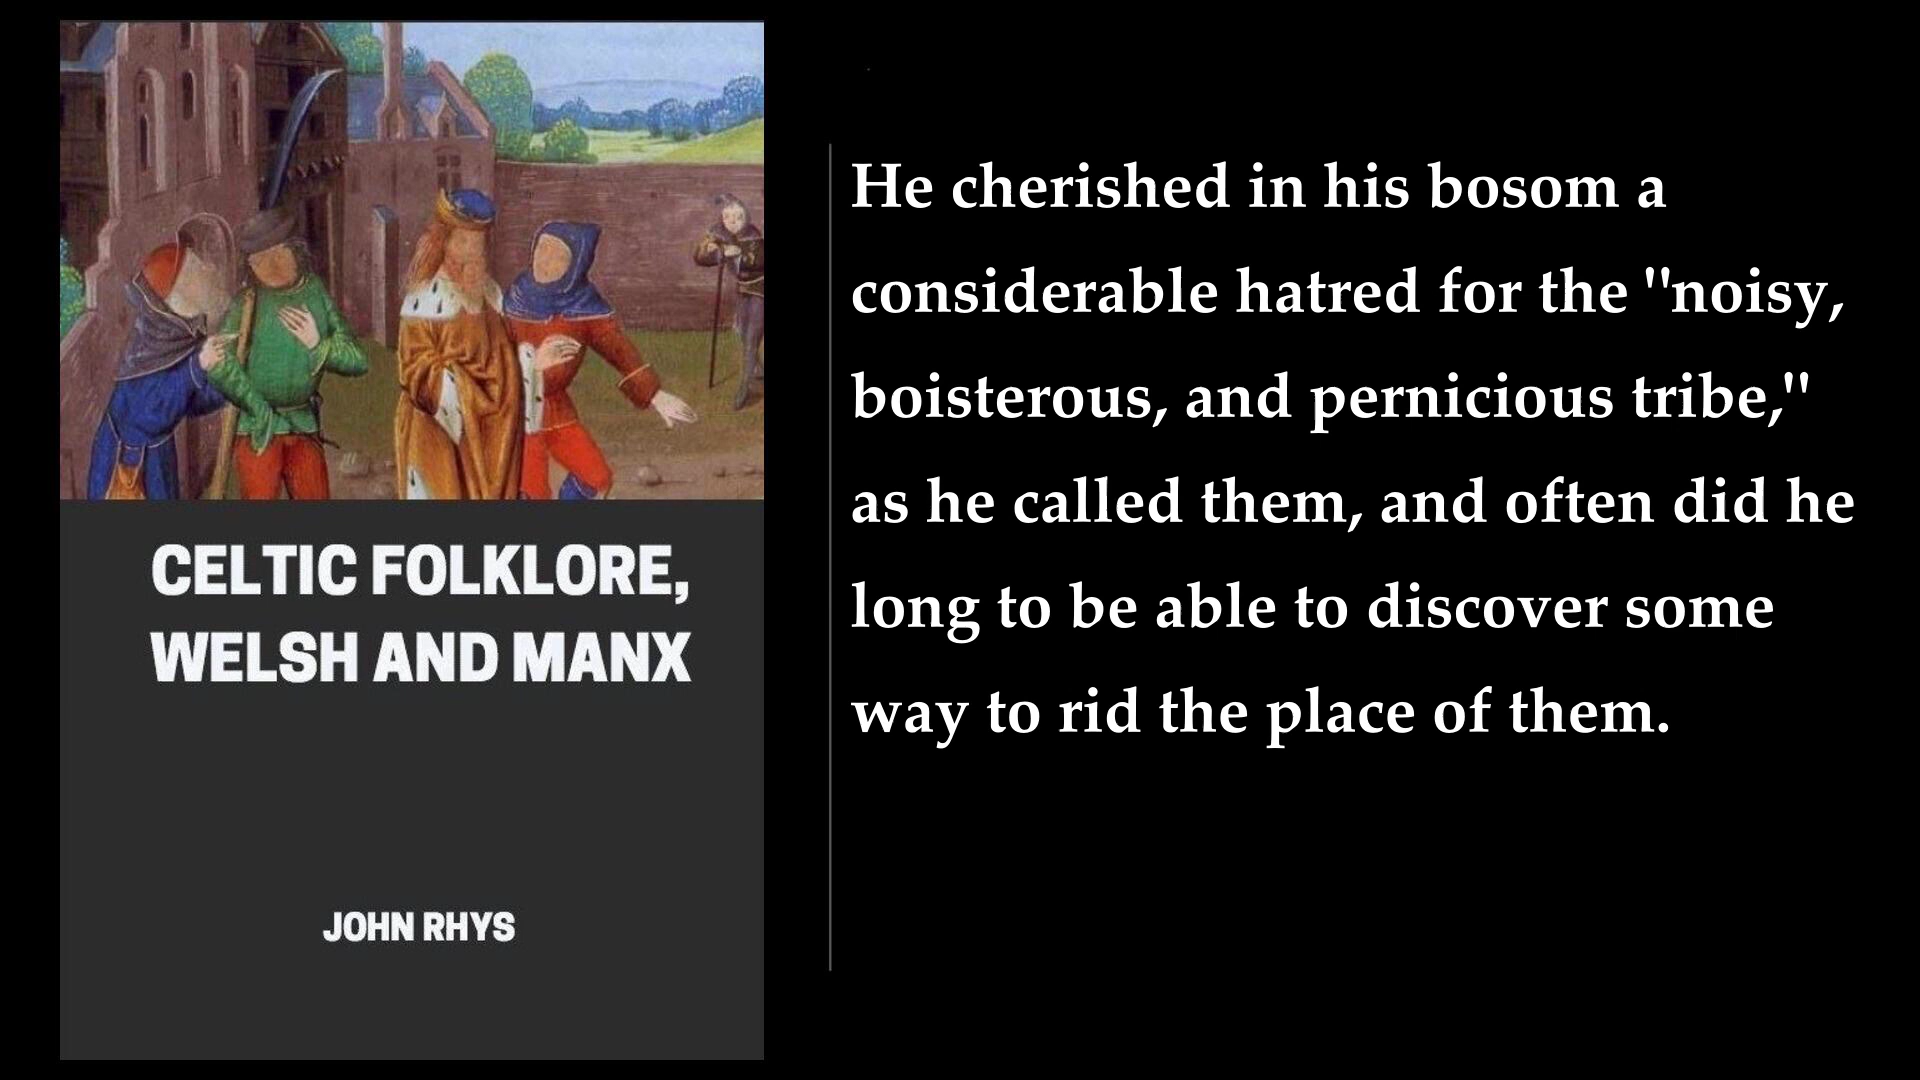 CELTIC FOLKLORE,
WELSH AND MANX
JOHN RHYS
He cherished in his bosom a
considerable hatred for the "noisy,
boisterous, and pernicious tribe,"
as he called them, and often did he
long to be able to discover some
way to rid the place of them.